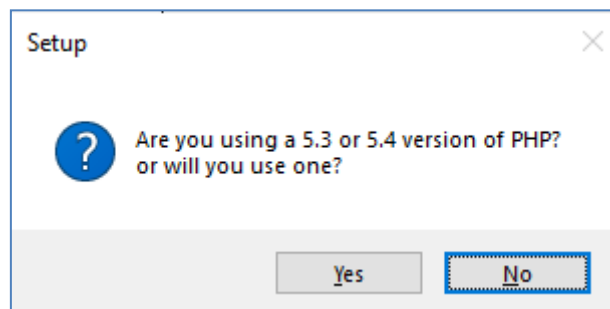 Setup
Are you using a 5.3 or 5.4 version of PHP?
or will you use one?
Yes
No